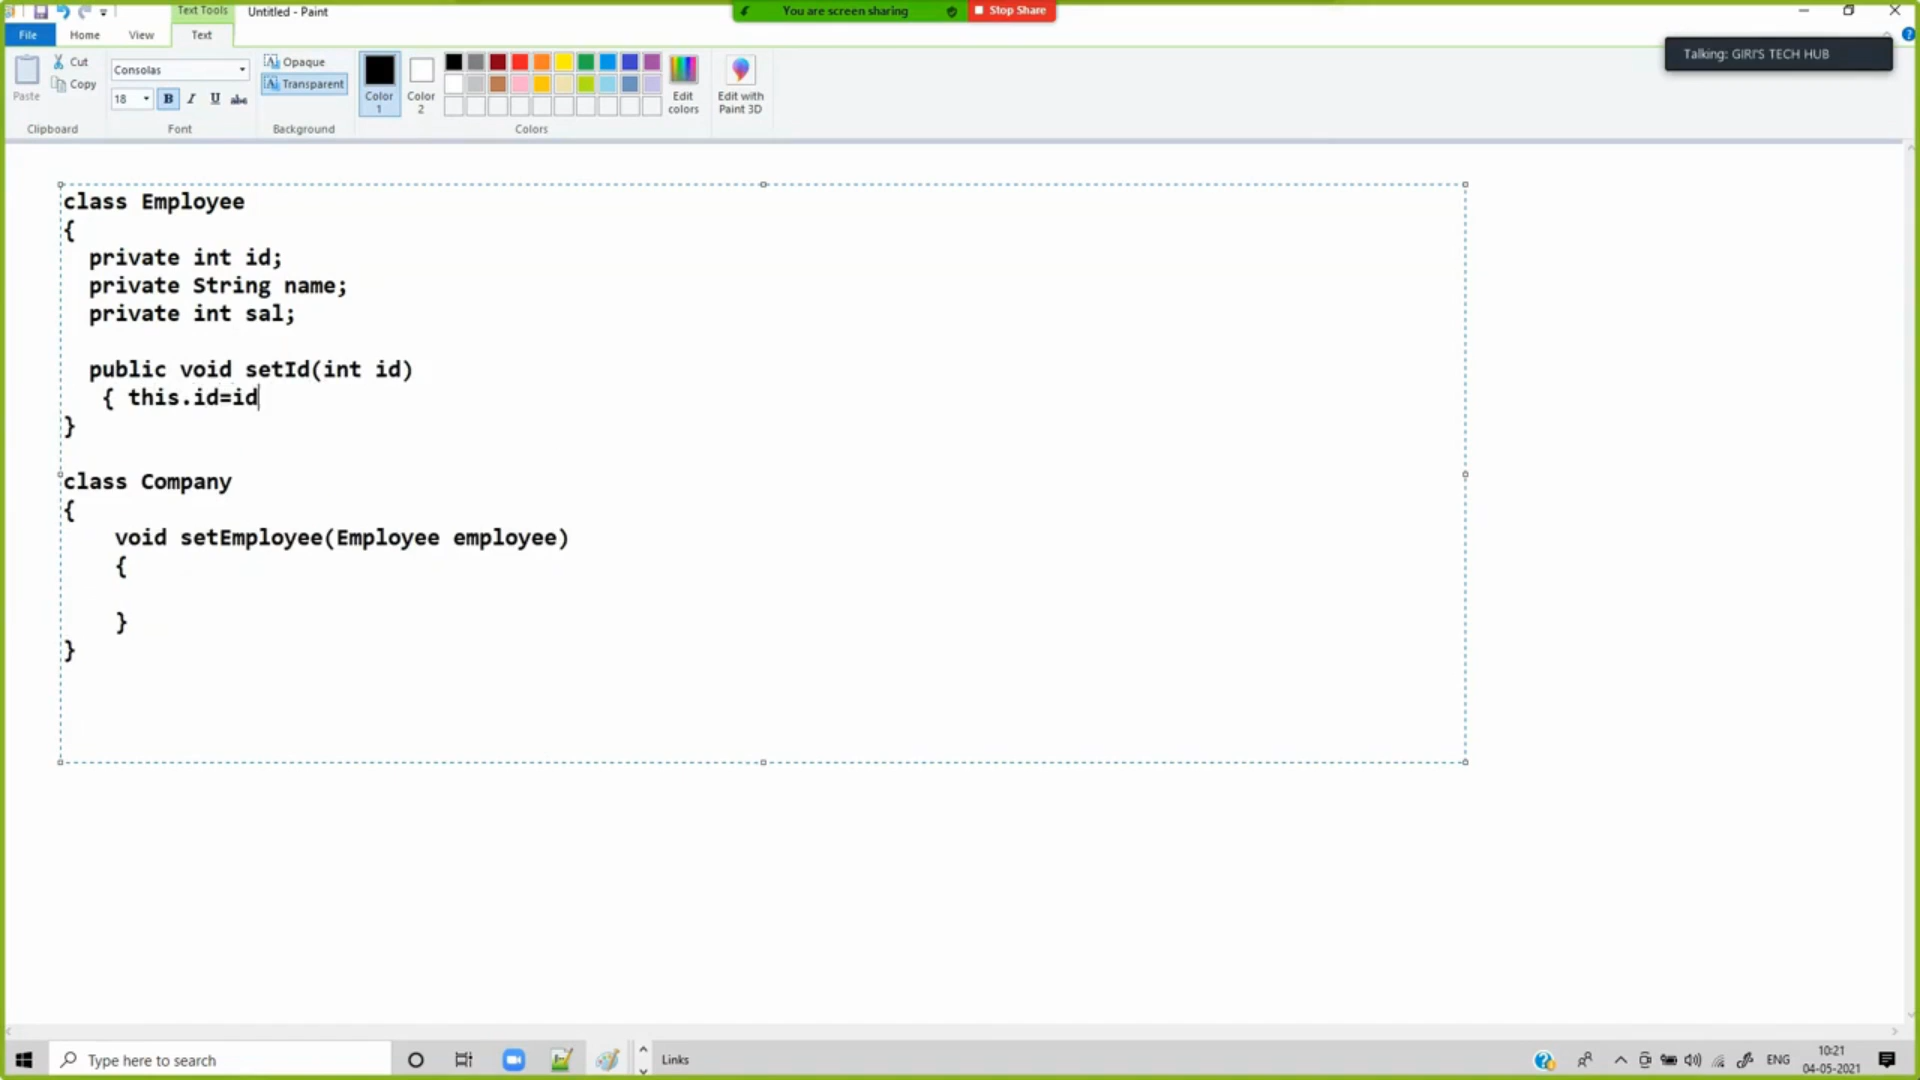 Text Tools
Untitled - Paint
You are screen sharing
Stop Share
File
Home
View
Text
Talking: GIRI'S TECH HUB
Paste
Cut
Copy
Clipboard
Consolas
18
B I U abc
Font
Opaque
Transparent
Background
Color 1
Color 2
Colors
Edit colors
Edit with Paint 3D
class Employee
{
private int id;
private String name;
private int sal;
public void setId(int id)
{ this.id=id
}
class Company
{
void setEmployee(Employee employee)
{
}
}
Type here to search
Links
ENG
10:21
04-05-2021